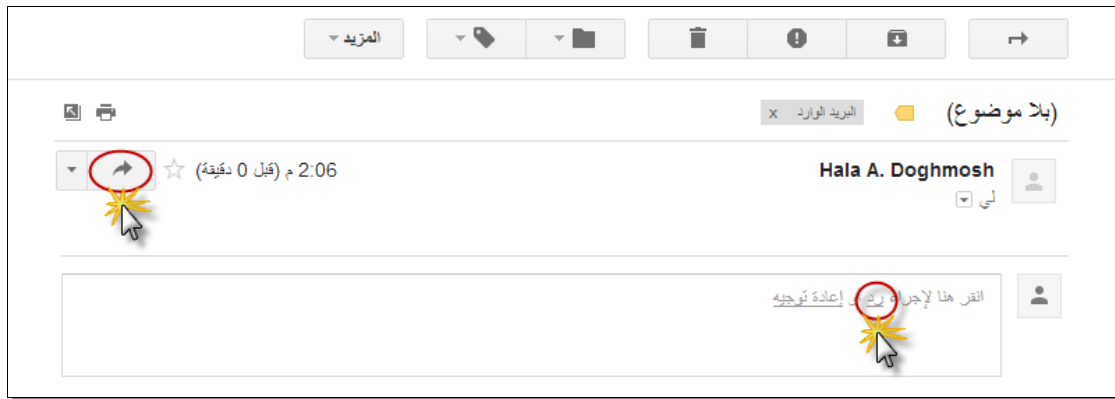 المزيد
(بلا موضوع) البريد الوارد x
Hala A. Doghmosh 2:06 م (قبل 0 دقيقة)
لي
انقر هنا لإجراء رد أو إعادة توجيه